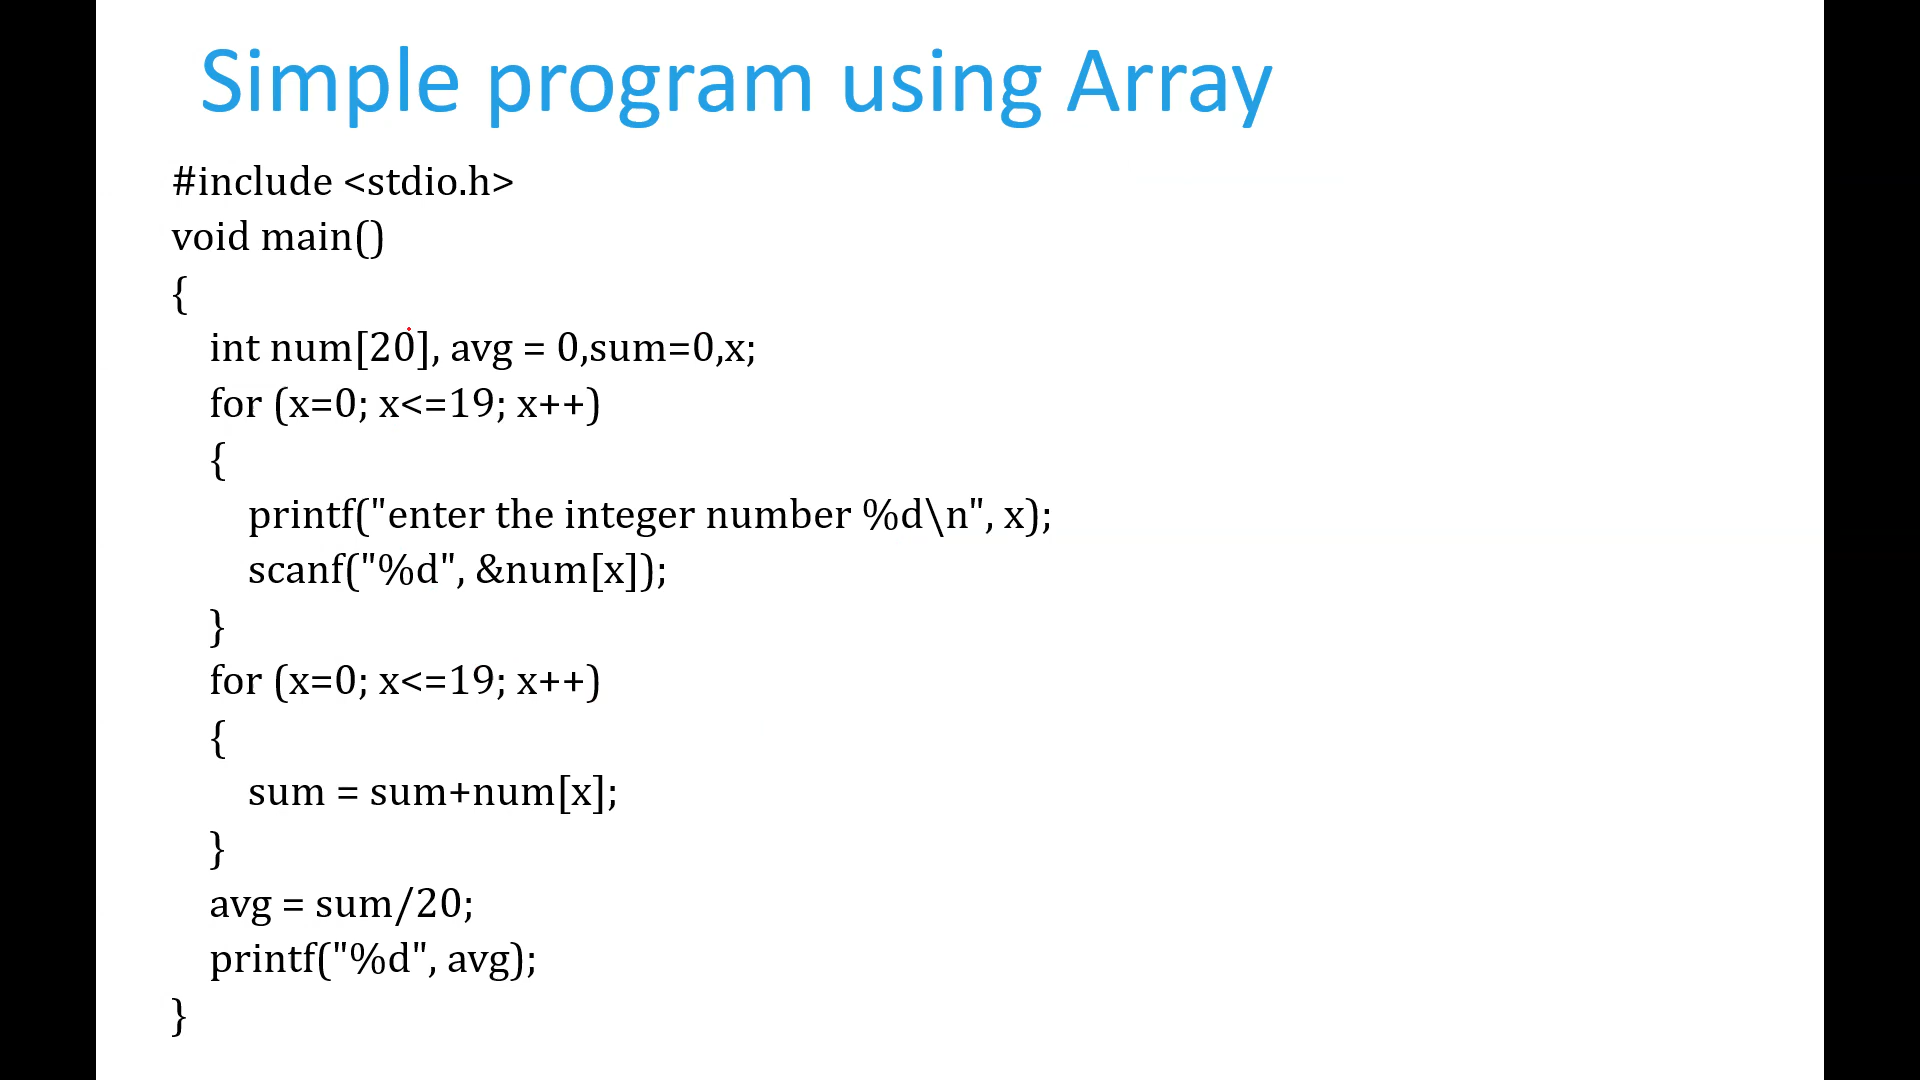 Simple program using Array
#include <stdio.h>
void main()
{
int num[20], avg = 0,sum=0,x;
for (x=0; x<=19; x++)
{
printf("enter the integer number %d\n", x);
scanf("%d", &num[x]);
}
for (x=0; x<=19; x++)
{
sum = sum+num[x];
}
avg = sum/20;
printf("%d", avg);
}